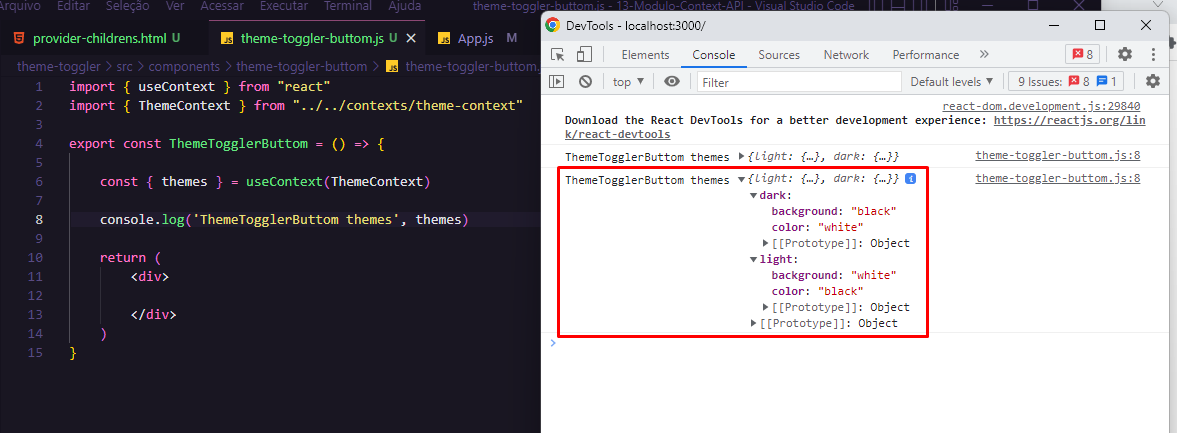 Arquivo Editar Seleção Ver Acessar Executar Terminal Ajuda theme-toggler-buttom.js - 13-Modulo-Context-API - Visual Studio Code
provider-childrens.html U theme-toggler-buttom.js U App.js M
theme-toggler > src > components > theme-toggler-buttom > theme-toggler-buttom.
1 import { useContext } from "react"
2 import { ThemeContext } from "../../contexts/theme-context"
3
4 export const ThemeTogglerButtom = () => {
5
6 const { themes } = useContext(ThemeContext)
7
8 console.log('ThemeTogglerButtom themes', themes)
9
10 return (
11 <div>
12
13 </div>
14 )
15 }
DevTools - localhost:3000/
Elements Console Sources Network Performance » 8
top Filter Default levels 9 Issues: 8 1
react-dom.development.js:29840
Download the React DevTools for a better development experience: https://reactjs.org/lin
k/react-devtools
ThemeTogglerButtom themes {light: {…}, dark: {…}} theme-toggler-buttom.js:8
ThemeTogglerButtom themes {light: {…}, dark: {…}} i theme-toggler-buttom.js:8
dark:
background: "black"
color: "white"
[[Prototype]]: Object
light:
background: "white"
color: "black"
[[Prototype]]: Object
[[Prototype]]: Object